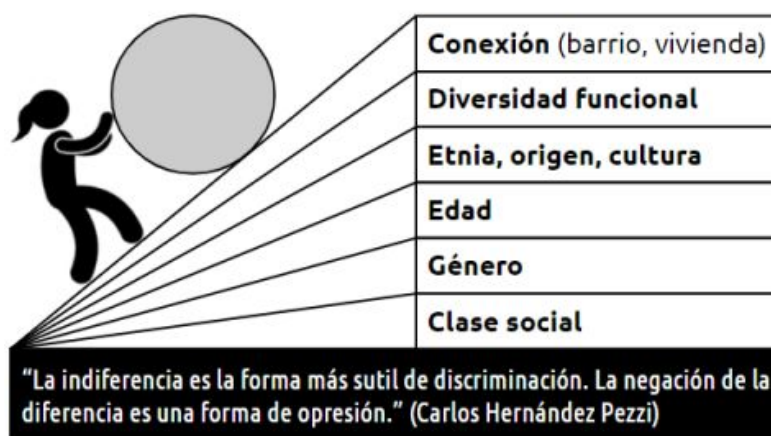 Conexión (barrio, vivienda)
Diversidad funcional
Etnia, origen, cultura
Edad
Género
Clase social
“La indiferencia es la forma más sutil de discriminación. La negación de la
diferencia es una forma de opresión.” (Carlos Hernández Pezzi)